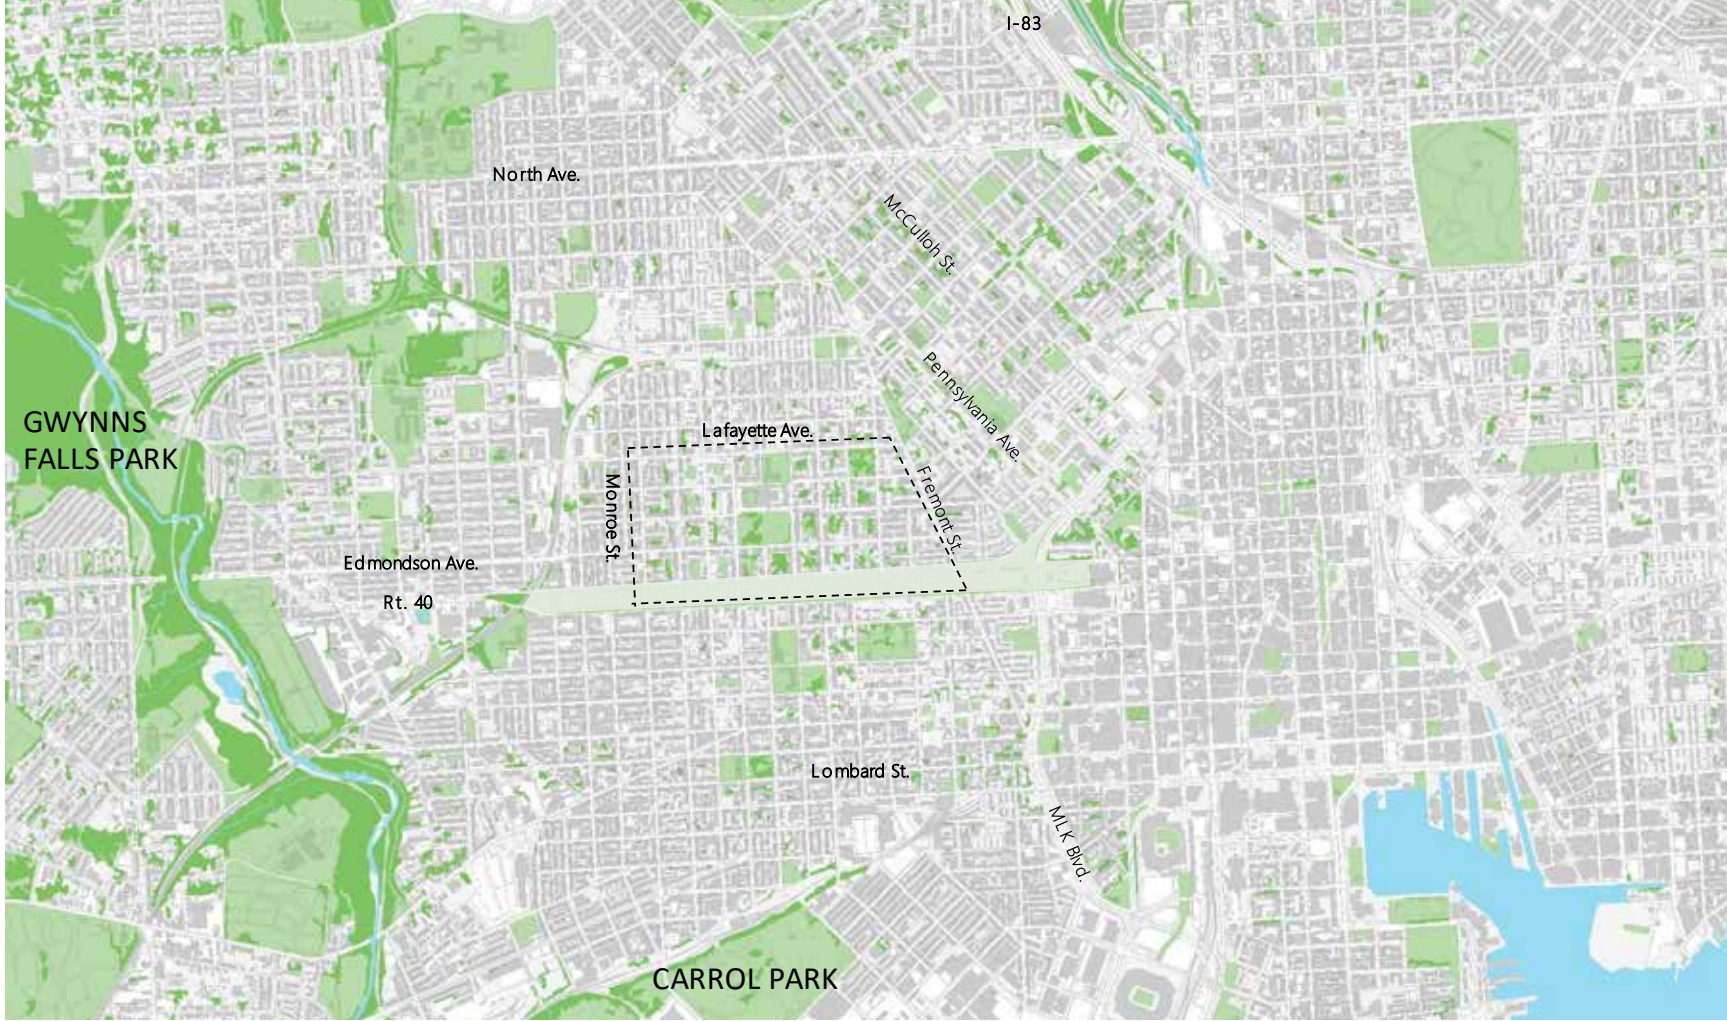 I-83
North Ave.
McCulloh St.
Pennsylvania Ave.
GWYNNS
FALLS PARK
Lafayette Ave.
Monroe St.
Fremont St.
Edmondson Ave.
Rt. 40
Lombard St.
MLK Blvd.
CARROL PARK